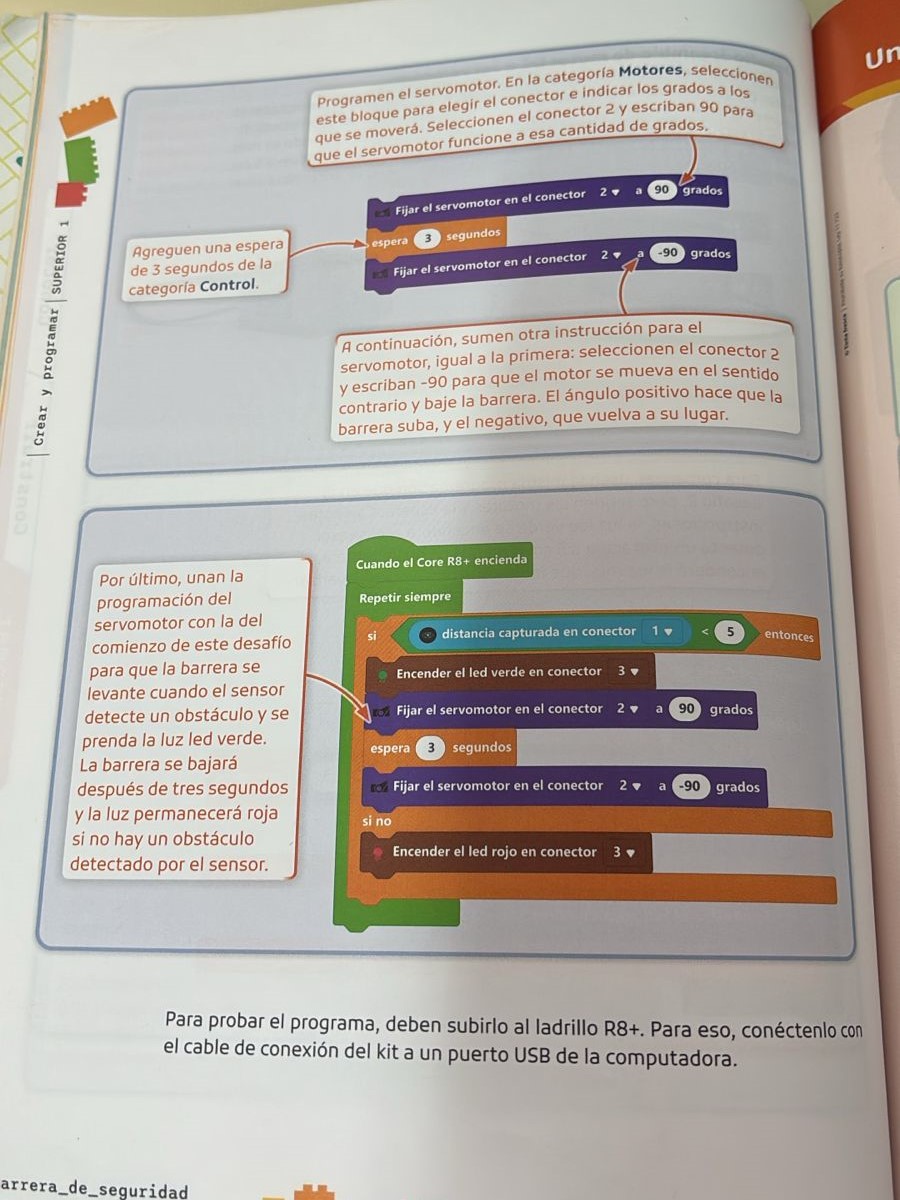 Un
Crear y programar | SUPERIOR 1
Programen el servomotor. En la categoría Motores, seleccionen
este bloque para elegir el conector e indicar los grados a los
que se moverá. Seleccionen el conector 2 y escriban 90 para
que el servomotor funcione a esa cantidad de grados.
Fijar el servomotor en el conector 2 a 90 grados
espera 3 segundos
Fijar el servomotor en el conector 2 a -90 grados
Agreguen una espera
de 3 segundos de la
categoría Control.
A continuación, sumen otra instrucción para el
servomotor, igual a la primera: seleccionen el conector 2
y escriban -90 para que el motor se mueva en el sentido
contrario y baje la barrera. El ángulo positivo hace que la
barrera suba, y el negativo, que vuelva a su lugar.
Por último, unan la
programación del
servomotor con la del
comienzo de este desafío
para que la barrera se
levante cuando el sensor
detecte un obstáculo y se
prenda la luz led verde.
La barrera se bajará
después de tres segundos
y la luz permanecerá roja
si no hay un obstáculo
detectado por el sensor.
Cuando el Core R8+ encienda
Repetir siempre
si distancia capturada en conector 1 < 5 entonces
Encender el led verde en conector 3
Fijar el servomotor en el conector 2 a 90 grados
espera 3 segundos
Fijar el servomotor en el conector 2 a -90 grados
si no
Encender el led rojo en conector 3
Para probar el programa, deben subirlo al ladrillo R8+. Para eso, conéctenlo con
el cable de conexión del kit a un puerto USB de la computadora.
arrera_de_seguridad